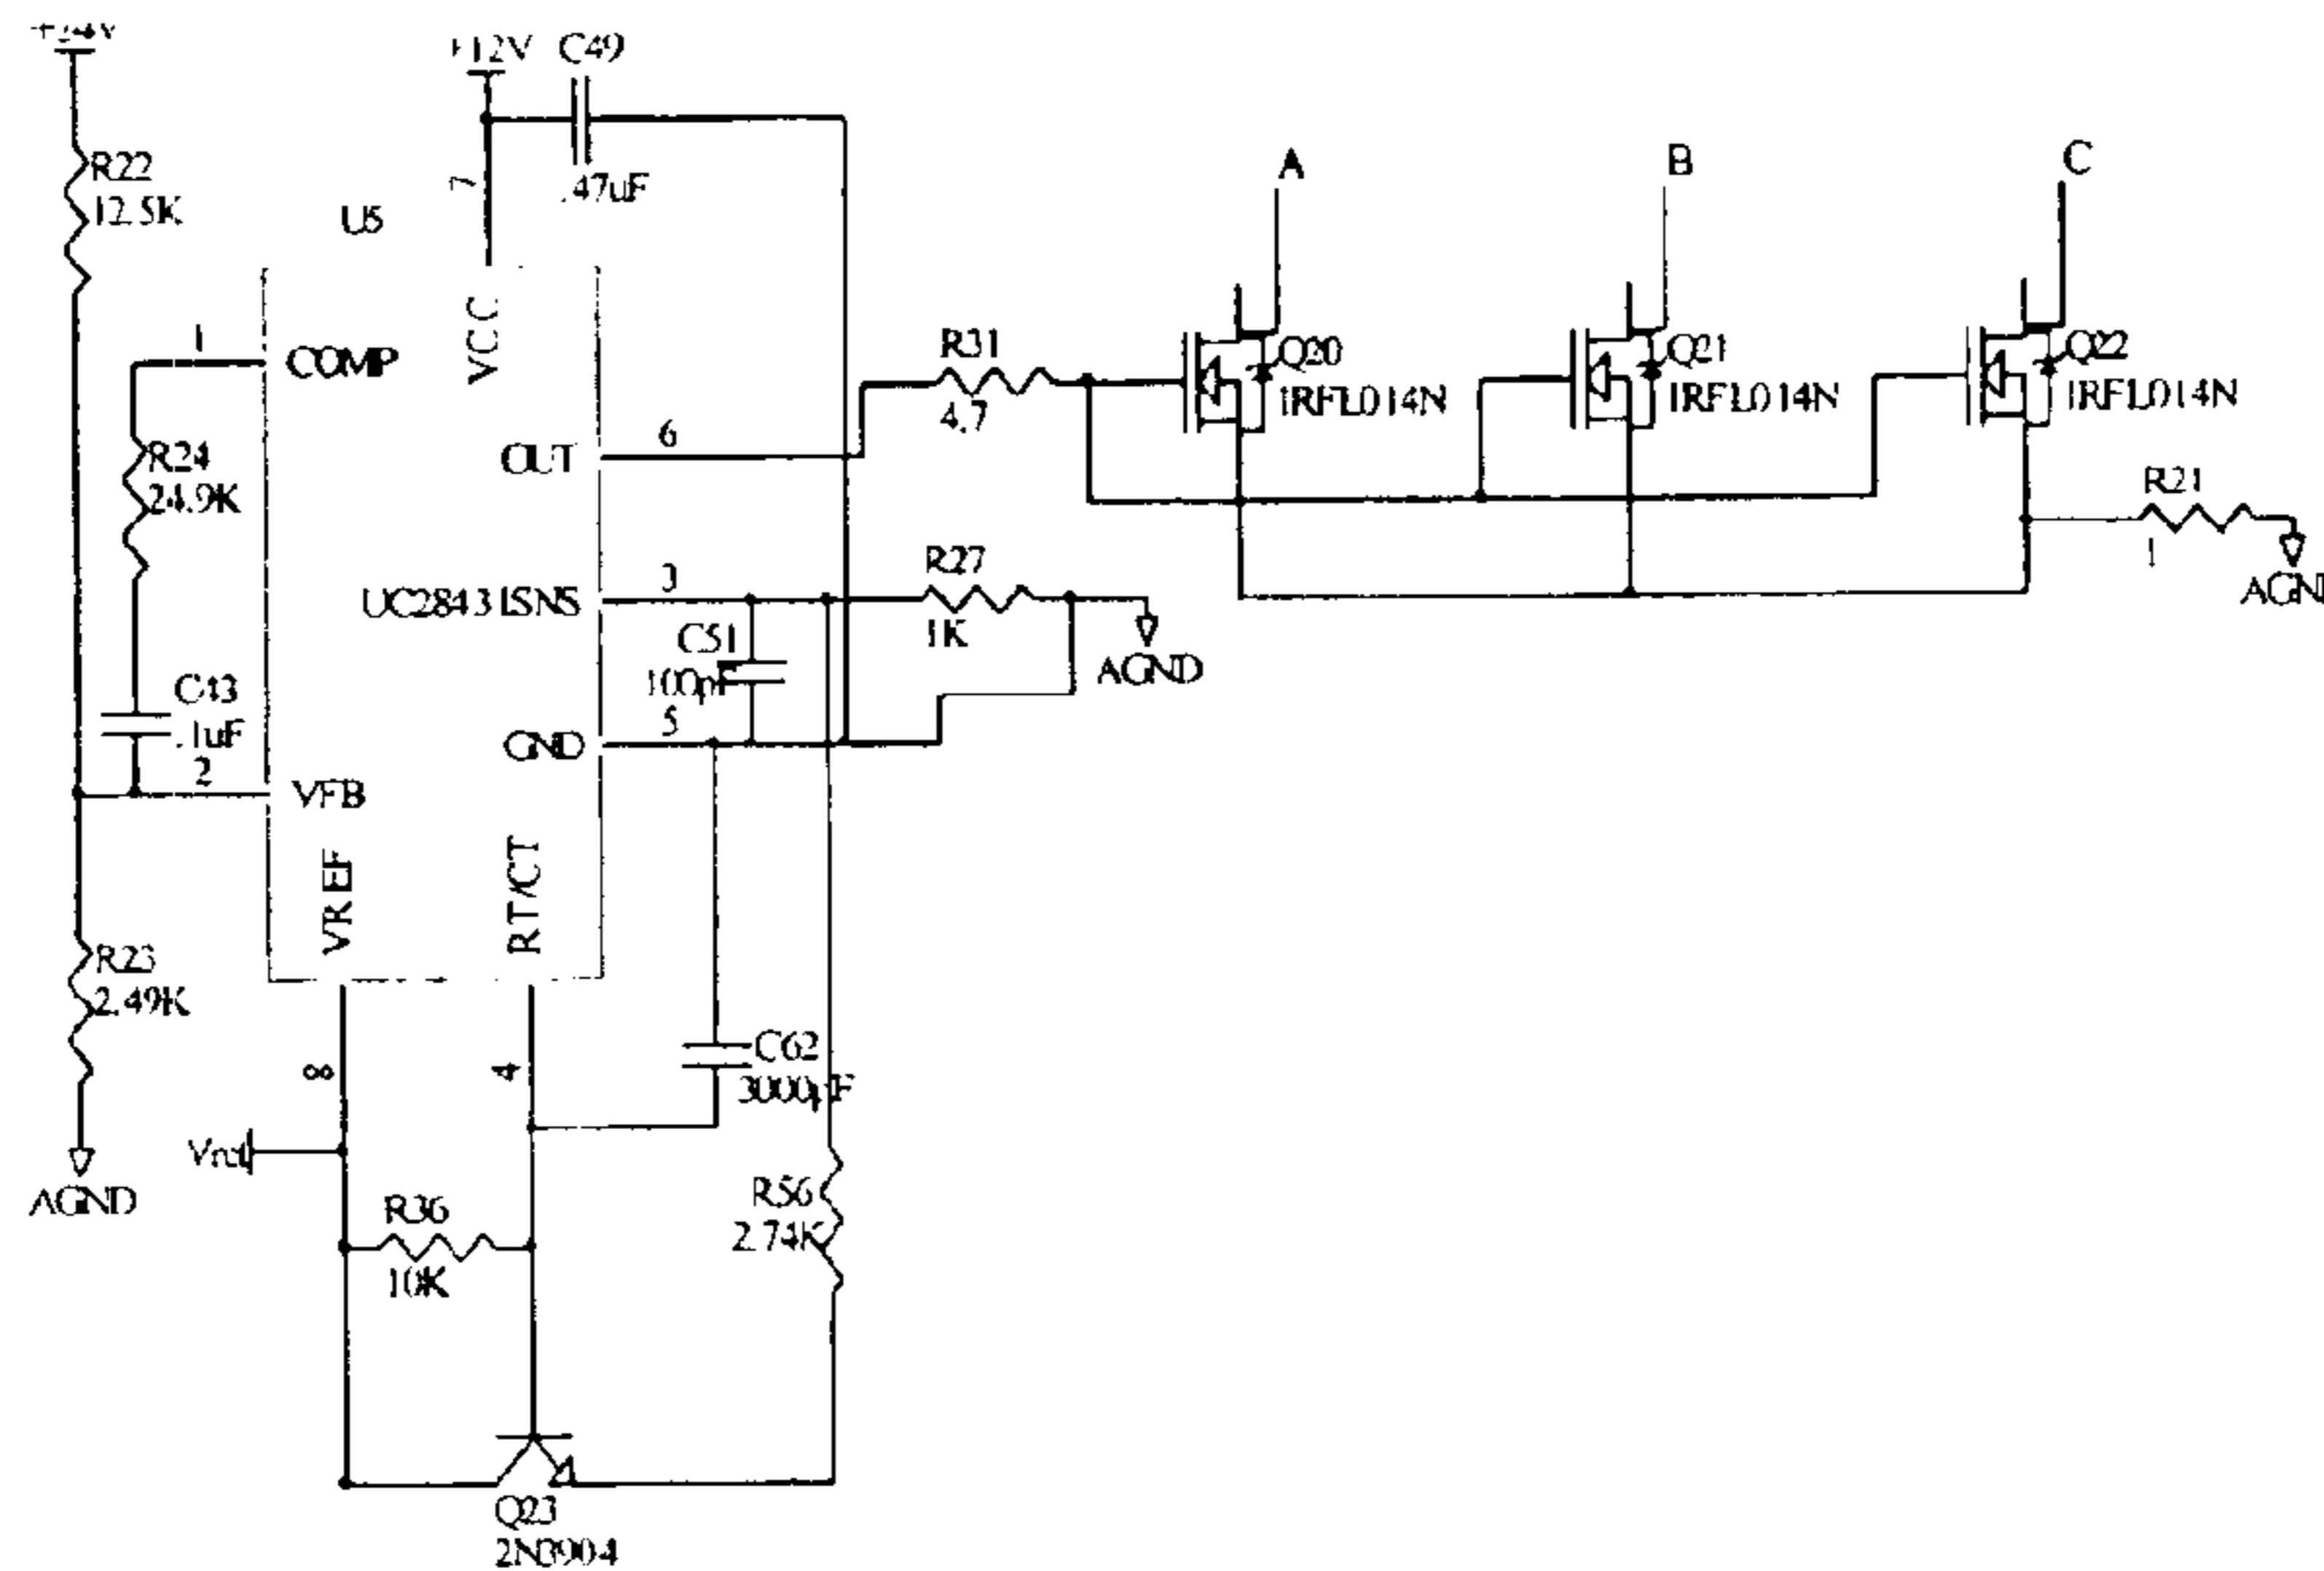 +24V
+12V
C49
.47uF
R22
12.5K
U5
7
VCC
A
B
C
1
COMP
R31
4.7
Q20
IRFL014N
Q21
IRFL014N
Q22
IRFL014N
R24
24.9K
OUT
6
R21
1
AGN
UC2843
ISNS
3
R27
1K
AGND
C51
100pF
C43
.1uF
2
VFB
5
GND
VREF
RT/CT
R23
2.49K
8
4
C62
3000pF
AGND
R36
10K
R56
2.74K
Q23
2N3904